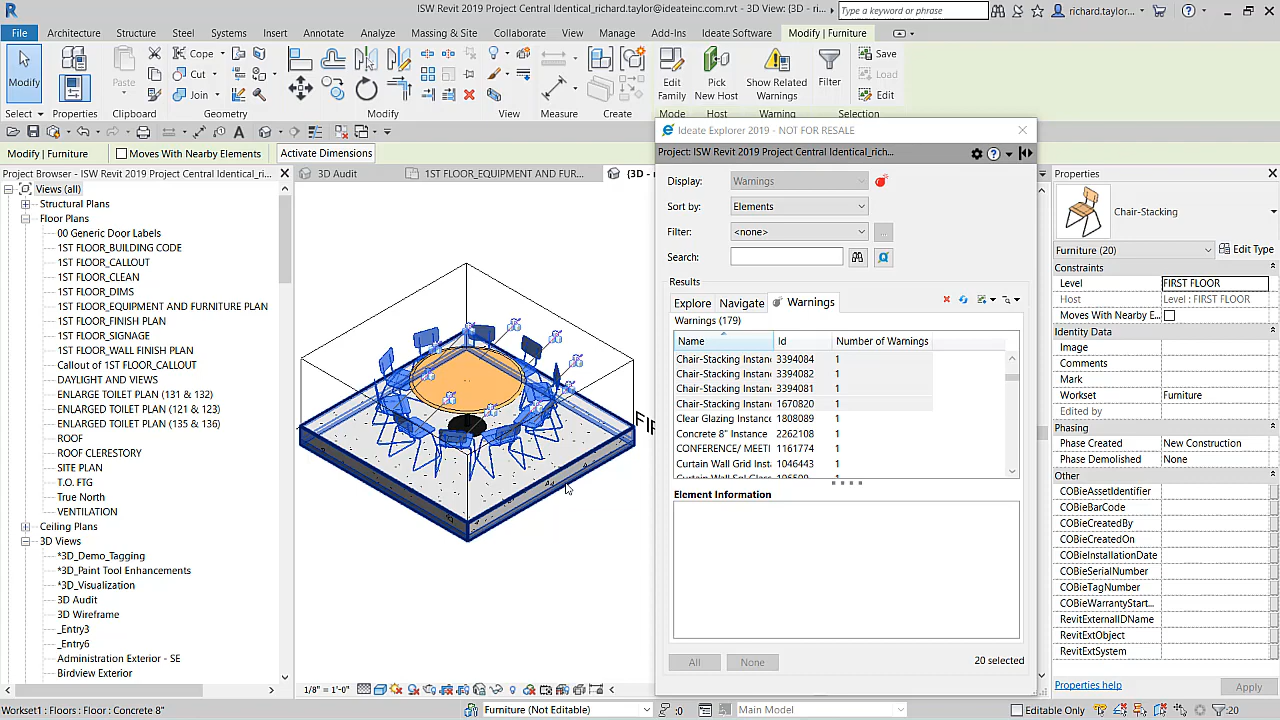 ISW Revit 2019 Project Central Identical_richard.taylor@ideateinc.com.rvt - 3D View: (3D - ri...
Type a keyword or phrase
richard.taylor@...
File Architecture Structure Steel Systems Insert Annotate Analyze Massing & Site Collaborate View Manage Add-Ins Ideate Software Modify | Furniture
Modify
Properties
Paste
Cope
Cut
Join
Edit Family
Pick New Host
Show Related Warnings
Filter
Save
Load
Edit
Select Properties Clipboard Geometry Modify View Measure Create Mode Host Warning Selection
Modify | Furniture
Moves With Nearby Elements
Activate Dimensions
Project Browser - ISW Revit 2019 Project Central Identical_ri...
Views (all)
Structural Plans
Floor Plans
00 Generic Door Labels
1ST FLOOR_BUILDING CODE
1ST FLOOR_CALLOUT
1ST FLOOR_CLEAN
1ST FLOOR_DIMS
1ST FLOOR_EQUIPMENT AND FURNITURE PLAN
1ST FLOOR_FINISH PLAN
1ST FLOOR_SIGNAGE
1ST FLOOR_WALL FINISH PLAN
Callout of 1ST FLOOR_CALLOUT
DAYLIGHT AND VIEWS
ENLARGE TOILET PLAN (131 & 132)
ENLARGED TOILET PLAN (121 & 123)
ENLARGED TOILET PLAN (135 & 136)
ROOF
ROOF CLERESTORY
SITE PLAN
T.O. FTG
True North
VENTILATION
Ceiling Plans
3D Views
*3D_Demo_Tagging
*3D_Paint Tool Enhancements
*3D_Visualization
3D Audit
3D Wireframe
_Entry3
_Entry6
Administration Exterior - SE
Birdview Exterior
3D Audit
1ST FLOOR_EQUIPMENT AND FUR...
(3D -
1/8" = 1'-0"
Ideate Explorer 2019 - NOT FOR RESALE
Project: ISW Revit 2019 Project Central Identical_rich...
Display: Warnings
Sort by: Elements
Filter: <none>
...
Search:
Results
Explore Navigate Warnings
Warnings (179)
Name Id Number of Warnings
Chair-Stacking Instanc 3394084 1
Chair-Stacking Instanc 3394082 1
Chair-Stacking Instanc 3394081 1
Chair-Stacking Instanc 1670820 1
Clear Glazing Instance 1808089 1
Concrete 8" Instance 2262108 1
CONFERENCE/ MEETI 1161774 1
Curtain Wall Grid Inst 1046443 1
Element Information
All
None
20 selected
Properties
Chair-Stacking
Furniture (20)
Edit Type
Constraints
Level FIRST FLOOR
Host Level : FIRST FLOOR
Moves With Nearby E...
Identity Data
Image
Comments
Mark
Workset Furniture
Edited by
Phasing
Phase Created New Construction
Phase Demolished None
Other
COBieAssetIdentifier
COBieBarCode
COBieCreatedBy
COBieCreatedOn
COBieInstallationDate
COBieSerialNumber
COBieTagNumber
COBieWarrantyStart...
RevitExternalIDName
RevitExtObject
RevitExtSystem
Properties help
Apply
Workset1 : Floors : Floor : Concrete 8"
Furniture (Not Editable)
:0
Main Model
Editable Only
:20